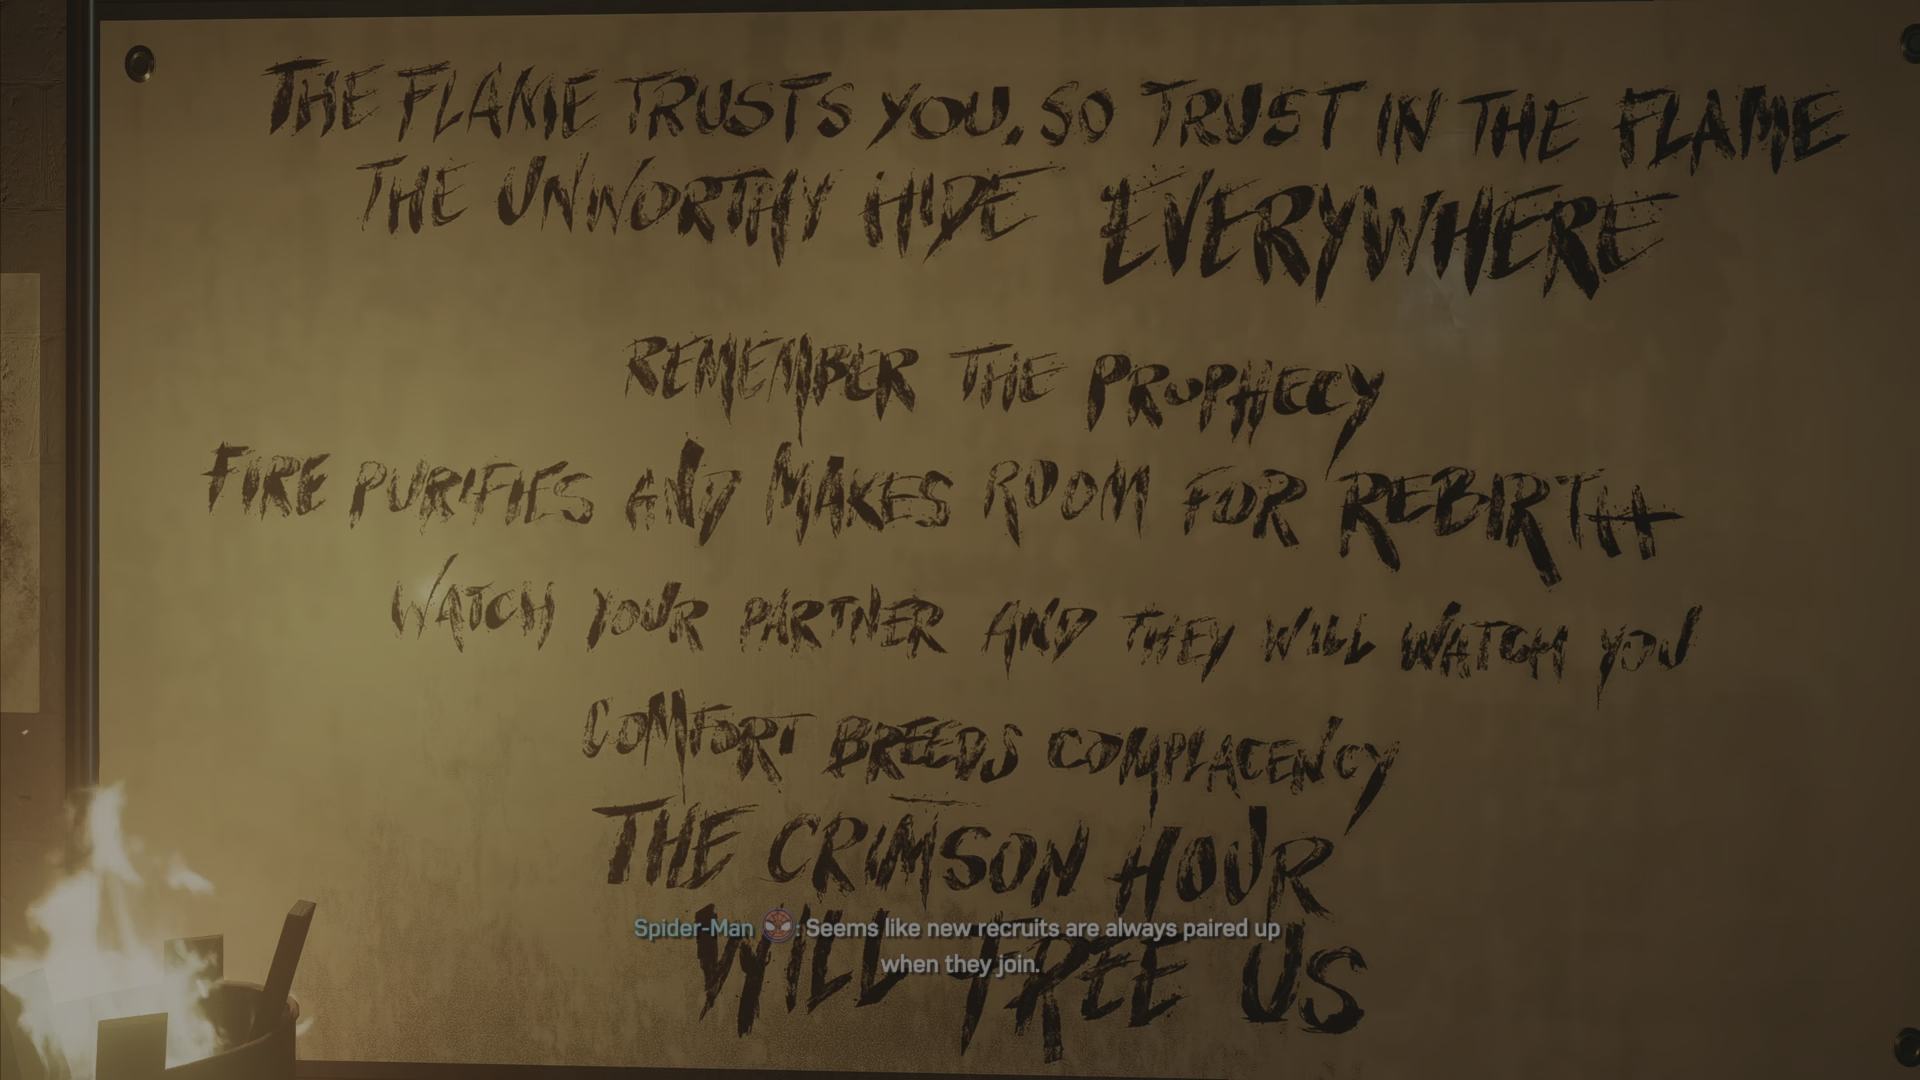 THE FLAME TRUSTS YOU. SO TRUST IN THE FLAME
THE UNWORTHY HIDE EVERYWHERE
REMEMBER THE PROPHECY
FIRE PURIFIES AND MAKES ROOM FOR REBIRTH
WATCH YOUR PARTNER AND THEY WILL WATCH YOU
COMFORT BREEDS COMPLACENCY
THE CRIMSON HOUR
WILL FREE US
Spider-Man : Seems like new recruits are always paired up
when they join.